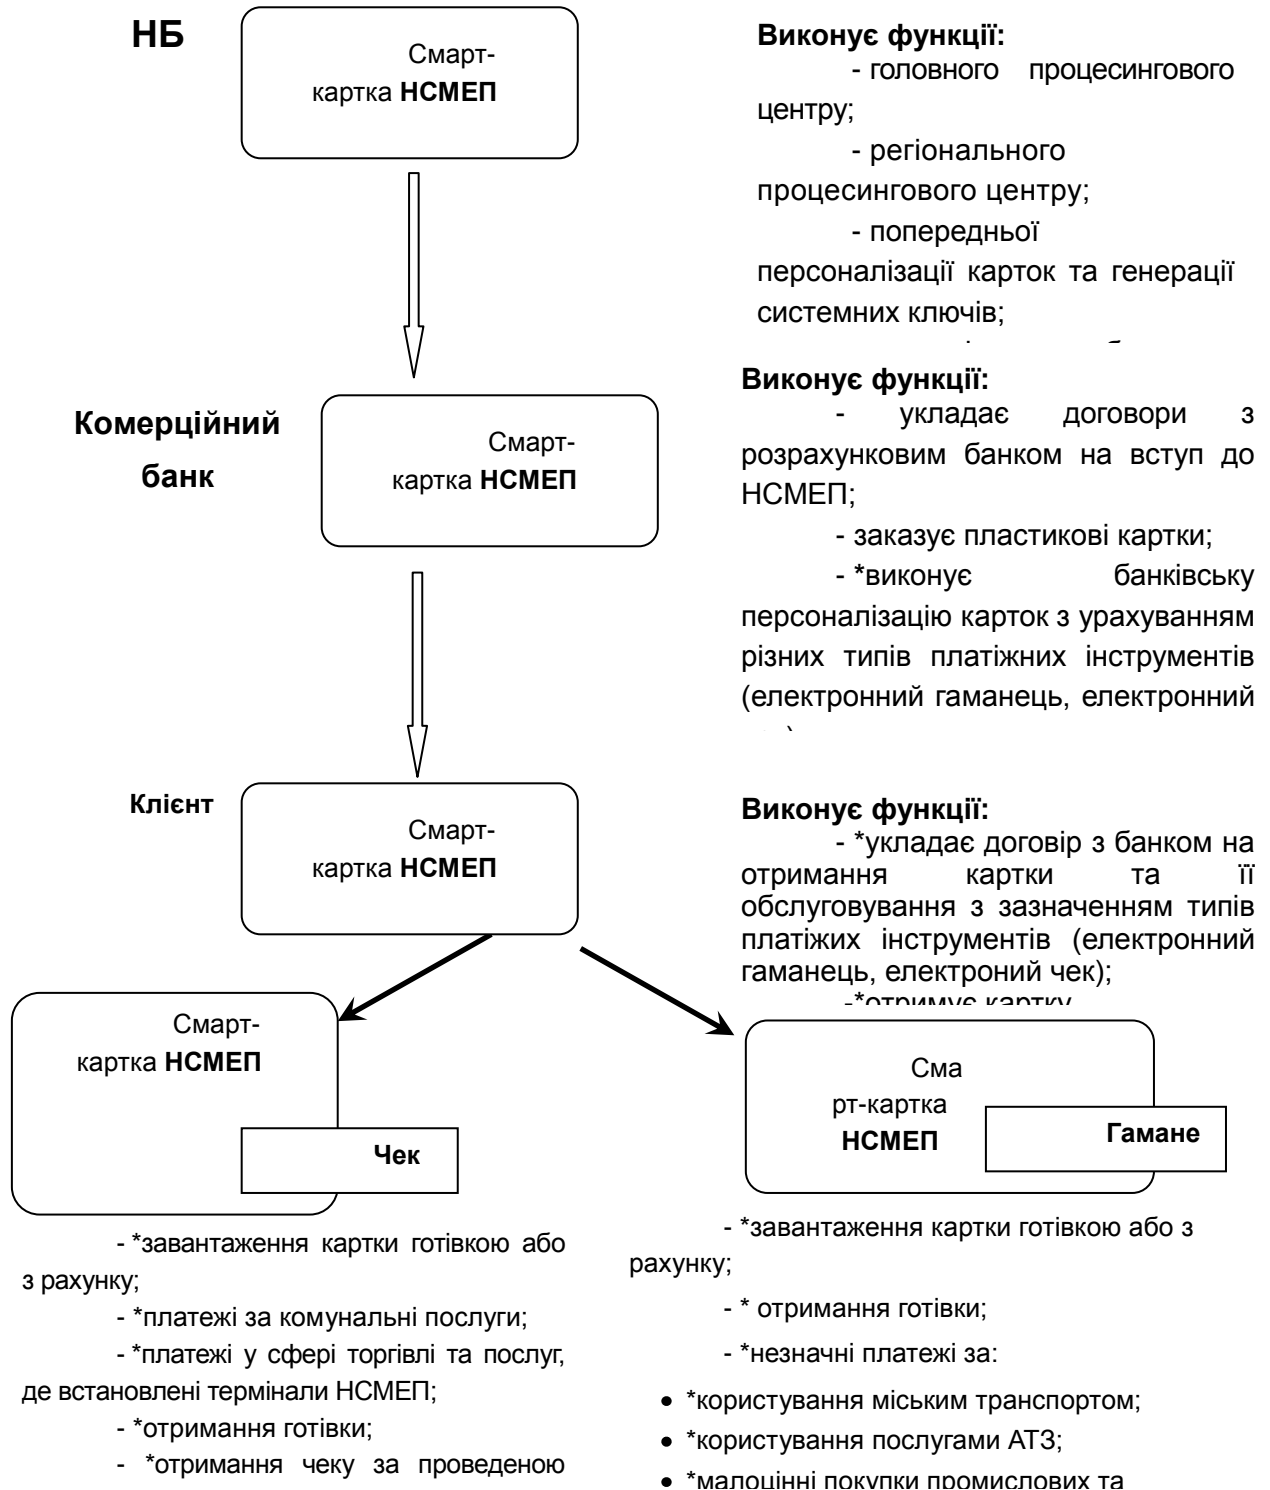 НБ
Смарт-
картка НСМЕП
Виконує функції:
- головного процесингового
центру;
- регіонального
процесингового центру;
- попередньої
персоналізації карток та генерації
системних ключів;
Комерційний
банк
Смарт-
картка НСМЕП
Виконує функції:
- укладає договори з
розрахунковим банком на вступ до
НСМЕП;
- заказує пластикові картки;
- *виконує банківську
персоналізацію карток з урахуванням
різних типів платіжних інструментів
(електронний гаманець, електронний
Клієнт
Смарт-
картка НСМЕП
Виконує функції:
- *укладає договір з банком на
отримання картки та її
обслуговування з зазначенням типів
платіжих інструментів (електронний
гаманець, електроний чек);
-*отримує картку
Смарт-
картка НСМЕП
Чек
Сма
рт-картка
НСМЕП
Гамане
- *завантаження картки готівкою або
з рахунку;
- *платежі за комунальні послуги;
- *платежі у сфері торгівлі та послуг,
де встановлені термінали НСМЕП;
- *отримання готівки;
- *отримання чеку за проведеною
- *завантаження картки готівкою або з
рахунку;
- * отримання готівки;
- *незначні платежі за:
• *користування міським транспортом;
• *користування послугами АТЗ;
• *малоцінні покупки промислових та